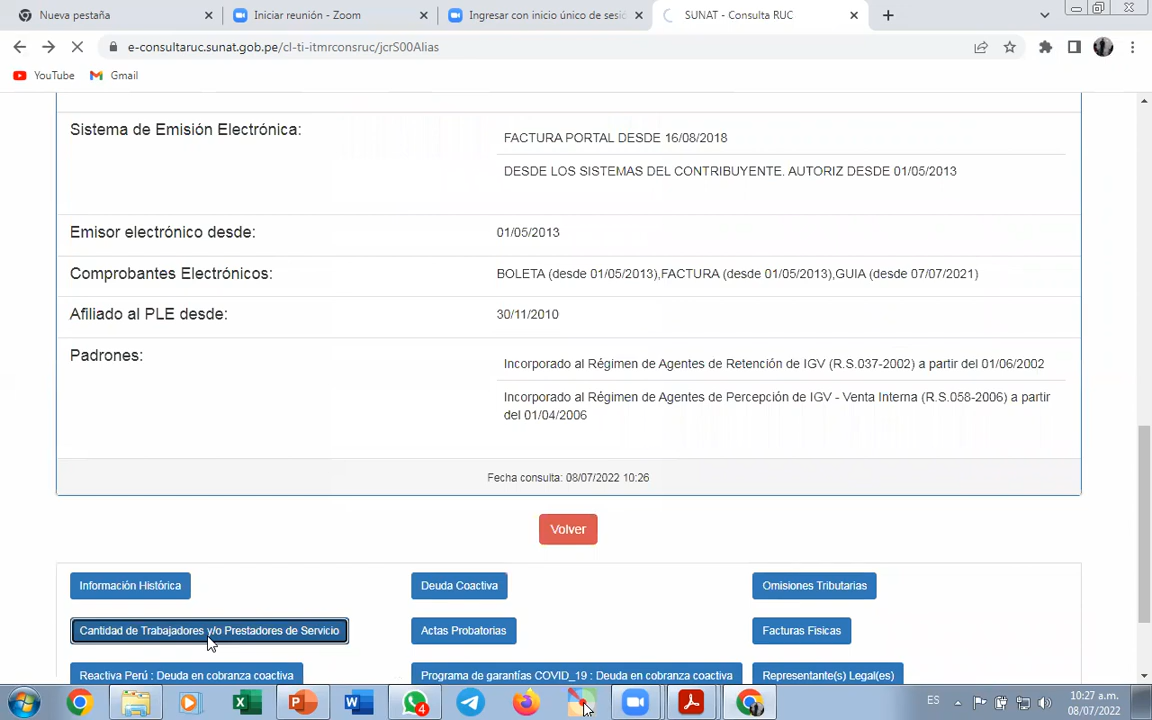 Nueva pestaña
Iniciar reunión - Zoom
Ingresar con inicio único de sesió
SUNAT - Consulta RUC
e-consultaruc.sunat.gob.pe/cl-ti-itmrconsruc/jcrS00Alias
YouTube
Gmail
Sistema de Emisión Electrónica:
FACTURA PORTAL DESDE 16/08/2018
DESDE LOS SISTEMAS DEL CONTRIBUYENTE. AUTORIZ DESDE 01/05/2013
Emisor electrónico desde:
01/05/2013
Comprobantes Electrónicos:
BOLETA (desde 01/05/2013),FACTURA (desde 01/05/2013),GUIA (desde 07/07/2021)
Afiliado al PLE desde:
30/11/2010
Padrones:
Incorporado al Régimen de Agentes de Retención de IGV (R.S.037-2002) a partir del 01/06/2002
Incorporado al Régimen de Agentes de Percepción de IGV - Venta Interna (R.S.058-2006) a partir
del 01/04/2006
Fecha consulta: 08/07/2022 10:26
Volver
Información Histórica
Deuda Coactiva
Omisiones Tributarias
Cantidad de Trabajadores y/o Prestadores de Servicio
Actas Probatorias
Facturas Fisicas
Reactiva Perú : Deuda en cobranza coactiva
Programa de garantías COVID_19 : Deuda en cobranza coactiva
Representante(s) Legal(es)
4
ES
10:27 a.m.
08/07/2022